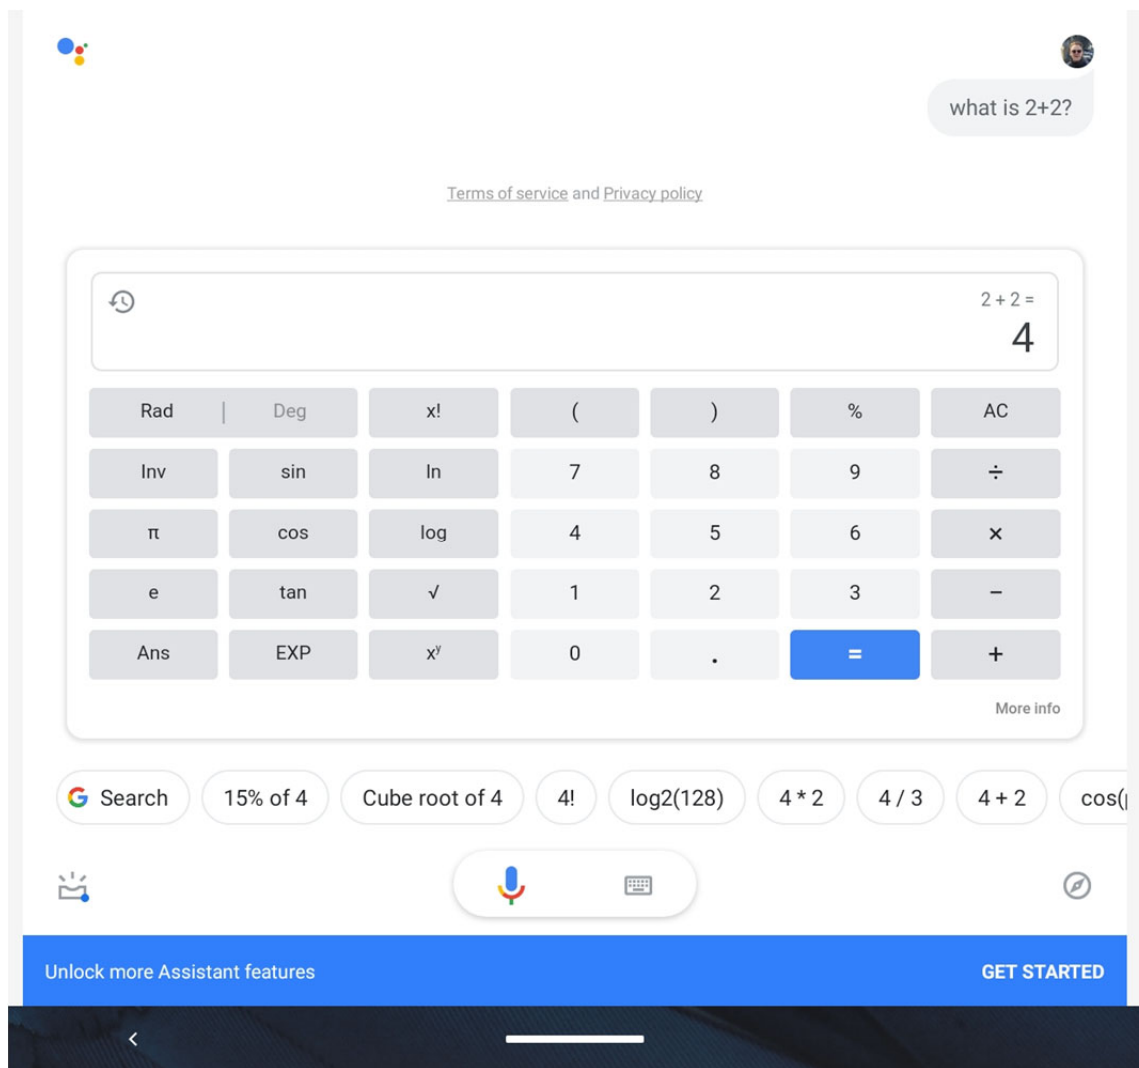 what is 2+2?
Terms of service and Privacy policy
2 + 2 =
4
Rad | Deg x! ( ) % AC
Inv sin ln 7 8 9 ÷
π cos log 4 5 6 ×
e tan √ 1 2 3 −
Ans EXP xʸ 0 . = +
More info
G Search 15% of 4 Cube root of 4 4! log2(128) 4 * 2 4 / 3 4 + 2 cos(
Unlock more Assistant features GET STARTED